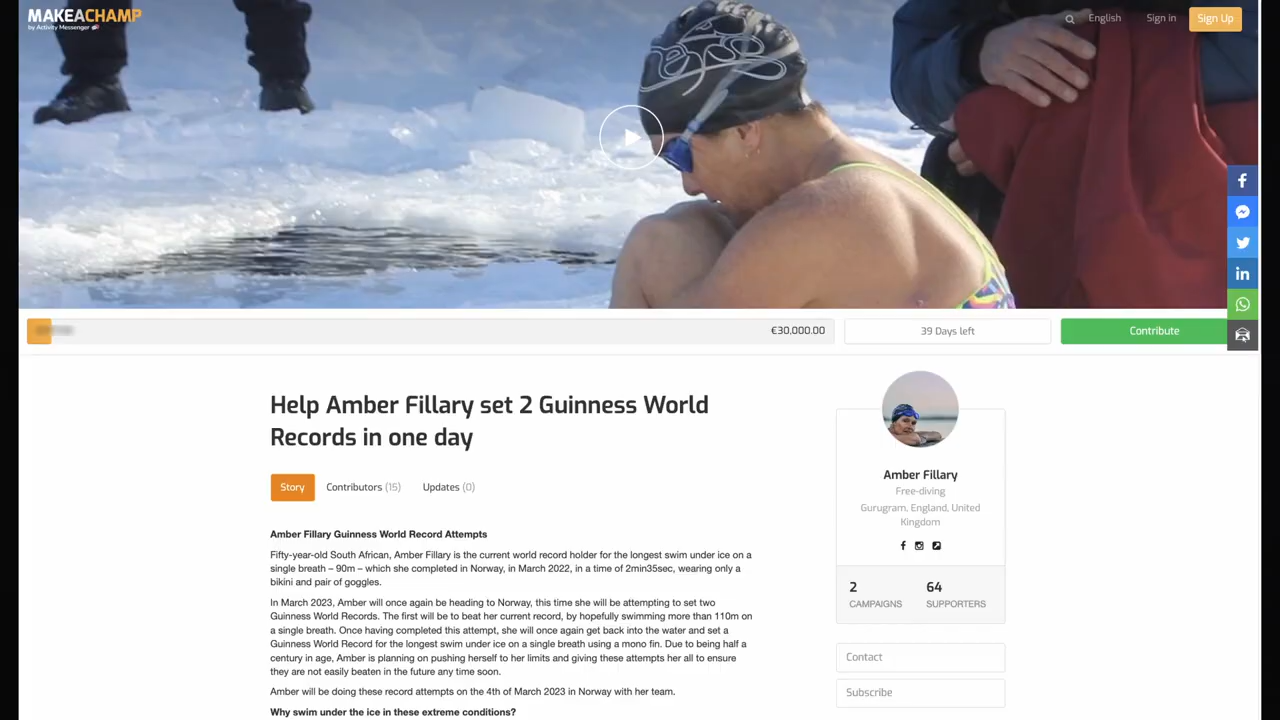 MAKEACHAMP
by Activity Messenger
English
Sign in
Sign Up
€30,000.00
39 Days left
Contribute
Help Amber Fillary set 2 Guinness World
Records in one day
Story
Contributors (15)
Updates (0)
Amber Fillary Guinness World Record Attempts
Fifty-year-old South African, Amber Fillary is the current world record holder for the longest swim under ice on a
single breath – 90m – which she completed in Norway, in March 2022, in a time of 2min35sec, wearing only a
bikini and pair of goggles.
In March 2023, Amber will once again be heading to Norway, this time she will be attempting to set two
Guinness World Records. The first will be to beat her current record, by hopefully swimming more than 110m on
a single breath. Once having completed this attempt, she will once again get back into the water and set a
Guinness World Record for the longest swim under ice on a single breath using a mono fin. Due to being half a
century in age, Amber is planning on pushing herself to her limits and giving these attempts her all to ensure
they are not easily beaten in the future any time soon.
Amber will be doing these record attempts on the 4th of March 2023 in Norway with her team.
Why swim under the ice in these extreme conditions?
Amber Fillary
Free-diving
Gurugram, England, United
Kingdom
2
CAMPAIGNS
64
SUPPORTERS
Contact
Subscribe